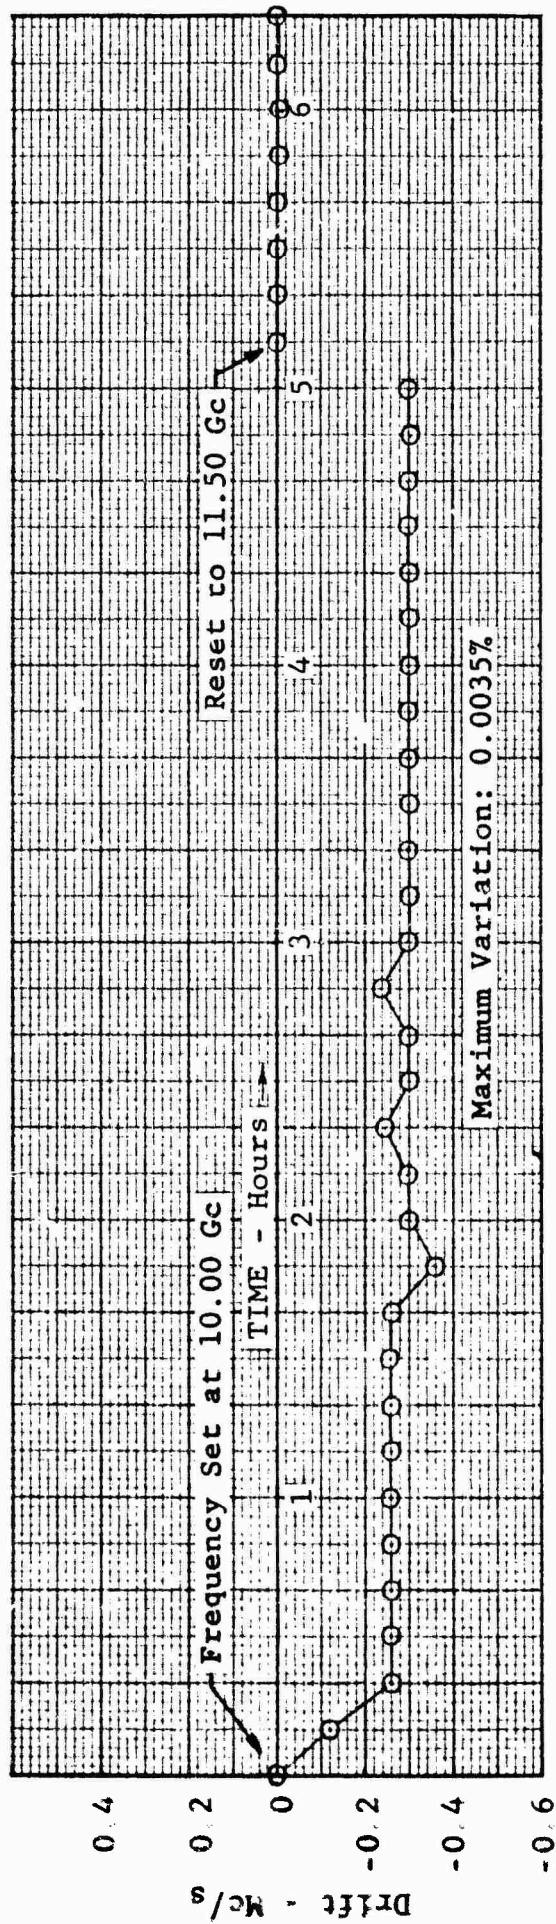 Drift - Mc/s
0.4
0.2
0
-0.2
-0.4
-0.6
Frequency Set at 10.00 Gc
Reset to 11.50 Gc
TIME - Hours
1
2
3
4
5
6
Maximum Variation: 0.0035%